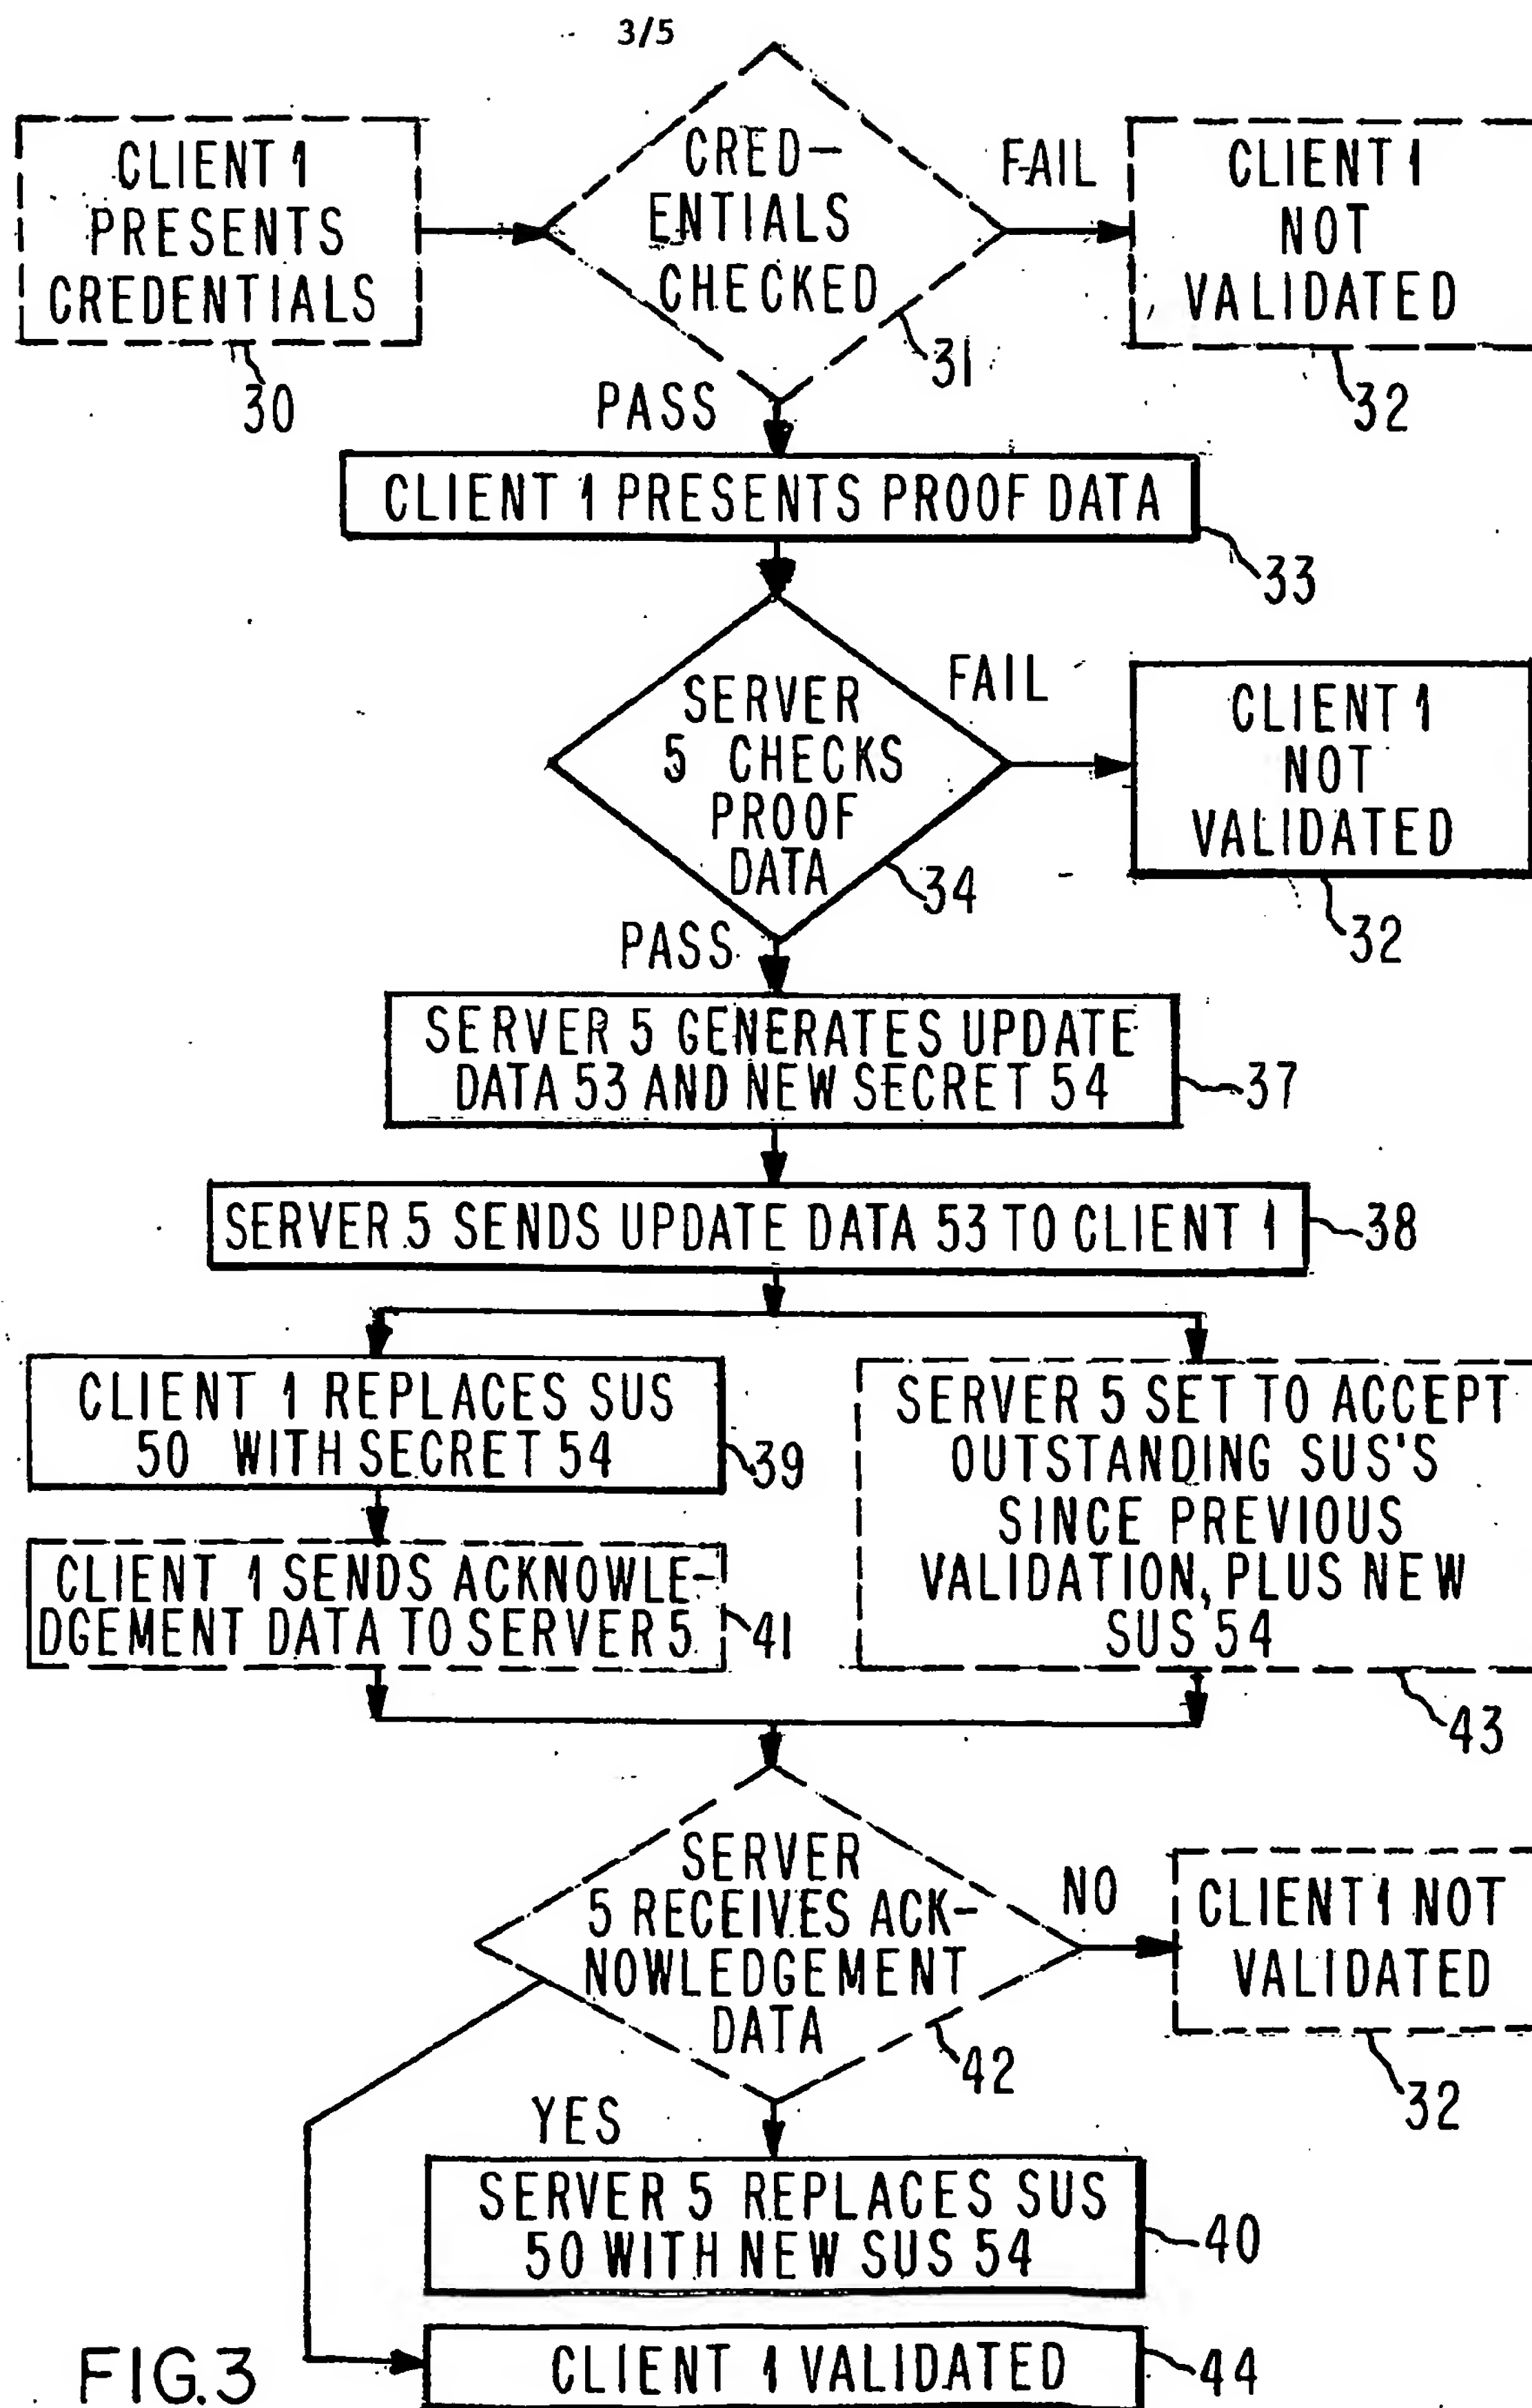 3/5
CLIENT 1
PRESENTS
CREDENTIALS
30
CRED-
ENTIALS
CHECKED
31
FAIL
CLIENT 1
NOT
VALIDATED
32
PASS
CLIENT 1 PRESENTS PROOF DATA
33
SERVER
5 CHECKS
PROOF
DATA
34
FAIL
CLIENT 1
NOT
VALIDATED
32
PASS
SERVER 5 GENERATES UPDATE
DATA 53 AND NEW SECRET 54
37
SERVER 5 SENDS UPDATE DATA 53 TO CLIENT 1
38
CLIENT 1 REPLACES SUS
50 WITH SECRET 54
39
CLIENT 1 SENDS ACKNOWLE-
DGEMENT DATA TO SERVER 5
41
SERVER 5 SET TO ACCEPT
OUTSTANDING SUS'S
SINCE PREVIOUS
VALIDATION, PLUS NEW
SUS 54
43
SERVER
5 RECEIVES ACK-
NOWLEDGEMENT
DATA
42
NO
CLIENT 1 NOT
VALIDATED
32
YES
SERVER 5 REPLACES SUS
50 WITH NEW SUS 54
40
CLIENT 1 VALIDATED
44
FIG.3